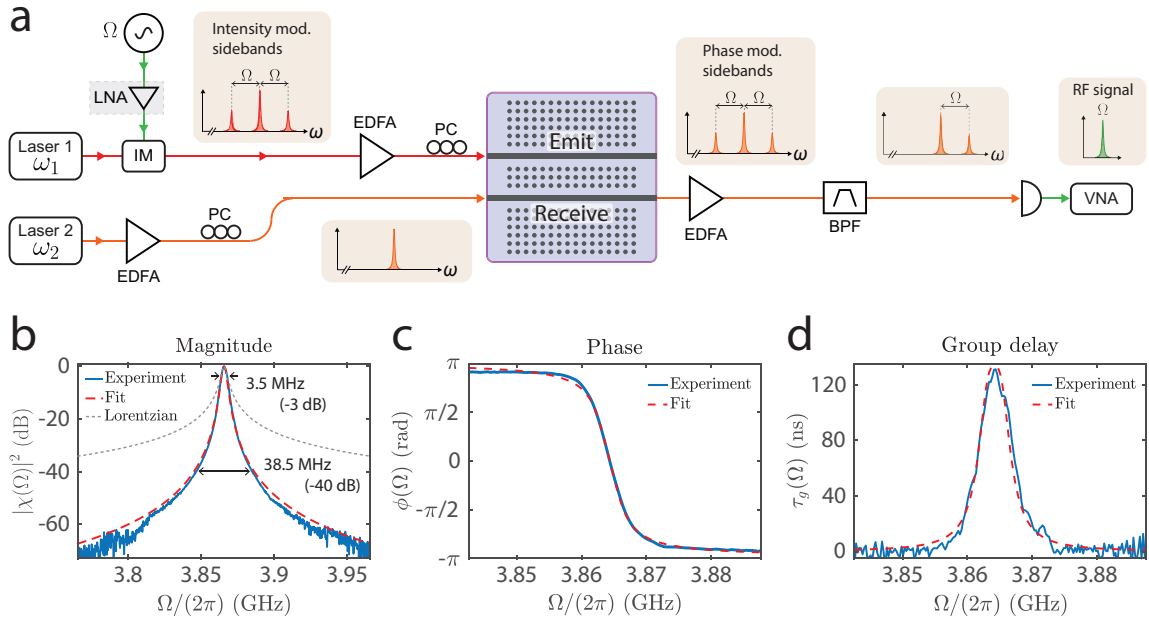 a
Ω
LNA
Laser 1
ω₁
IM
Intensity mod.
sidebands
Ω Ω
ω
EDFA
PC
Laser 2
ω₂
EDFA
PC
ω
Emit
Receive
Phase mod.
sidebands
Ω Ω
ω
EDFA
BPF
Ω
ω
RF signal
Ω
VNA
b
Magnitude
Experiment
Fit
Lorentzian
3.5 MHz
(-3 dB)
38.5 MHz
(-40 dB)
|χ(Ω)|² (dB)
0
-20
-40
-60
3.8 3.85 3.9 3.95
Ω/(2π) (GHz)
c
Phase
Experiment
Fit
ϕ(Ω) (rad)
π
π/2
0
-π/2
-π
3.85 3.86 3.87 3.88
Ω/(2π) (GHz)
d
Group delay
Experiment
Fit
τg(Ω) (ns)
120
80
40
0
3.85 3.86 3.87 3.88
Ω/(2π) (GHz)